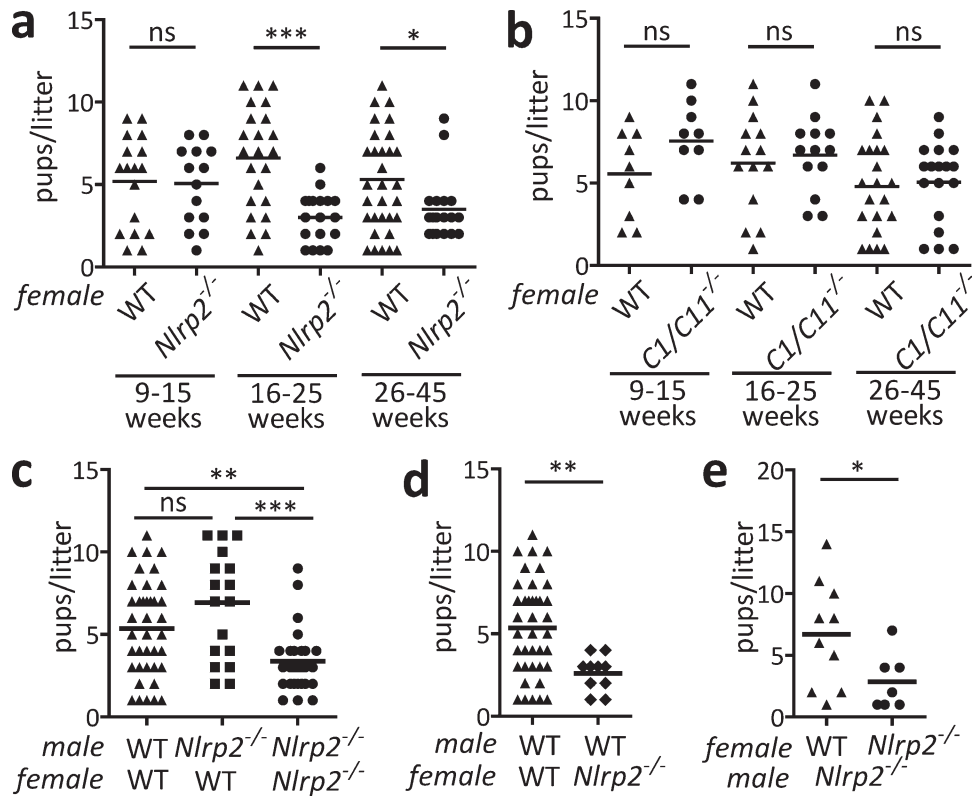 a
15
10
5
0
pups/litter
ns
***
*
female
WT
Nlrp2-/-
WT
Nlrp2-/-
WT
Nlrp2-/-
9-15
weeks
16-25
weeks
26-45
weeks
b
15
10
5
0
pups/litter
ns
ns
ns
female
WT
C1/C11-/-
WT
C1/C11-/-
WT
C1/C11-/-
9-15
weeks
16-25
weeks
26-45
weeks
c
15
10
5
0
pups/litter
**
ns
***
male WT Nlrp2-/- Nlrp2-/-
female WT WT Nlrp2-/-
d
15
10
5
0
pups/litter
**
male WT WT
female WT Nlrp2-/-
e
20
15
10
5
0
pups/litter
*
female WT Nlrp2-/-
male Nlrp2-/-